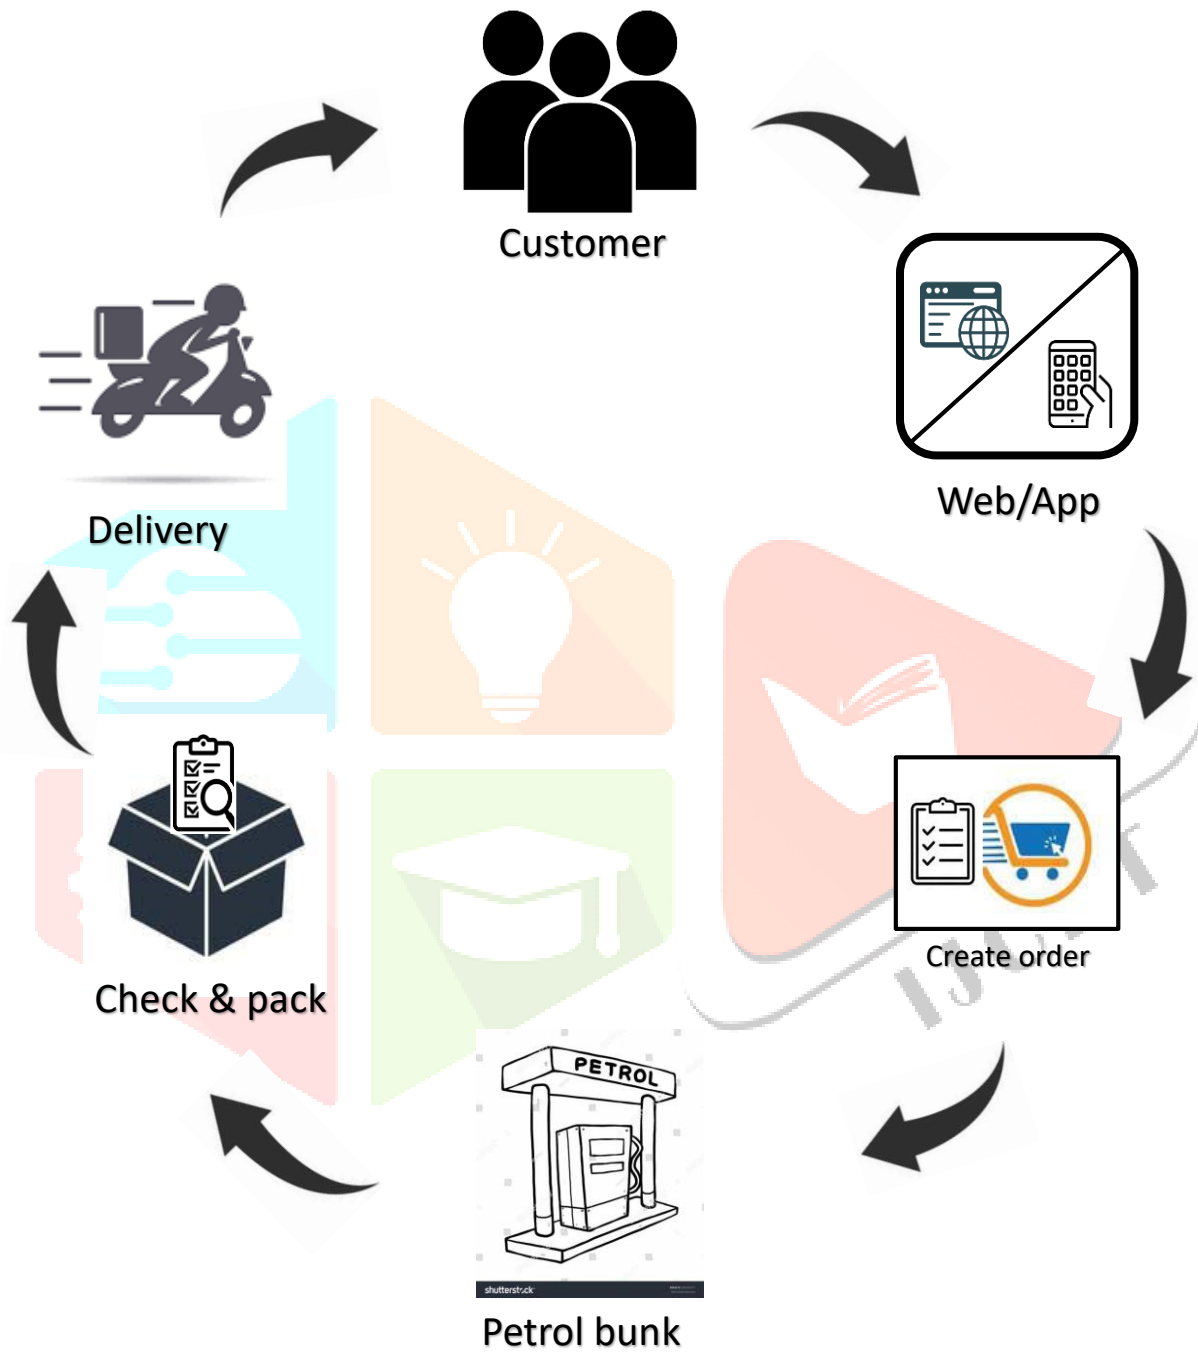 Customer
Web/App
Delivery
Create order
Check & pack
PETROL
shutterstock
Petrol bunk